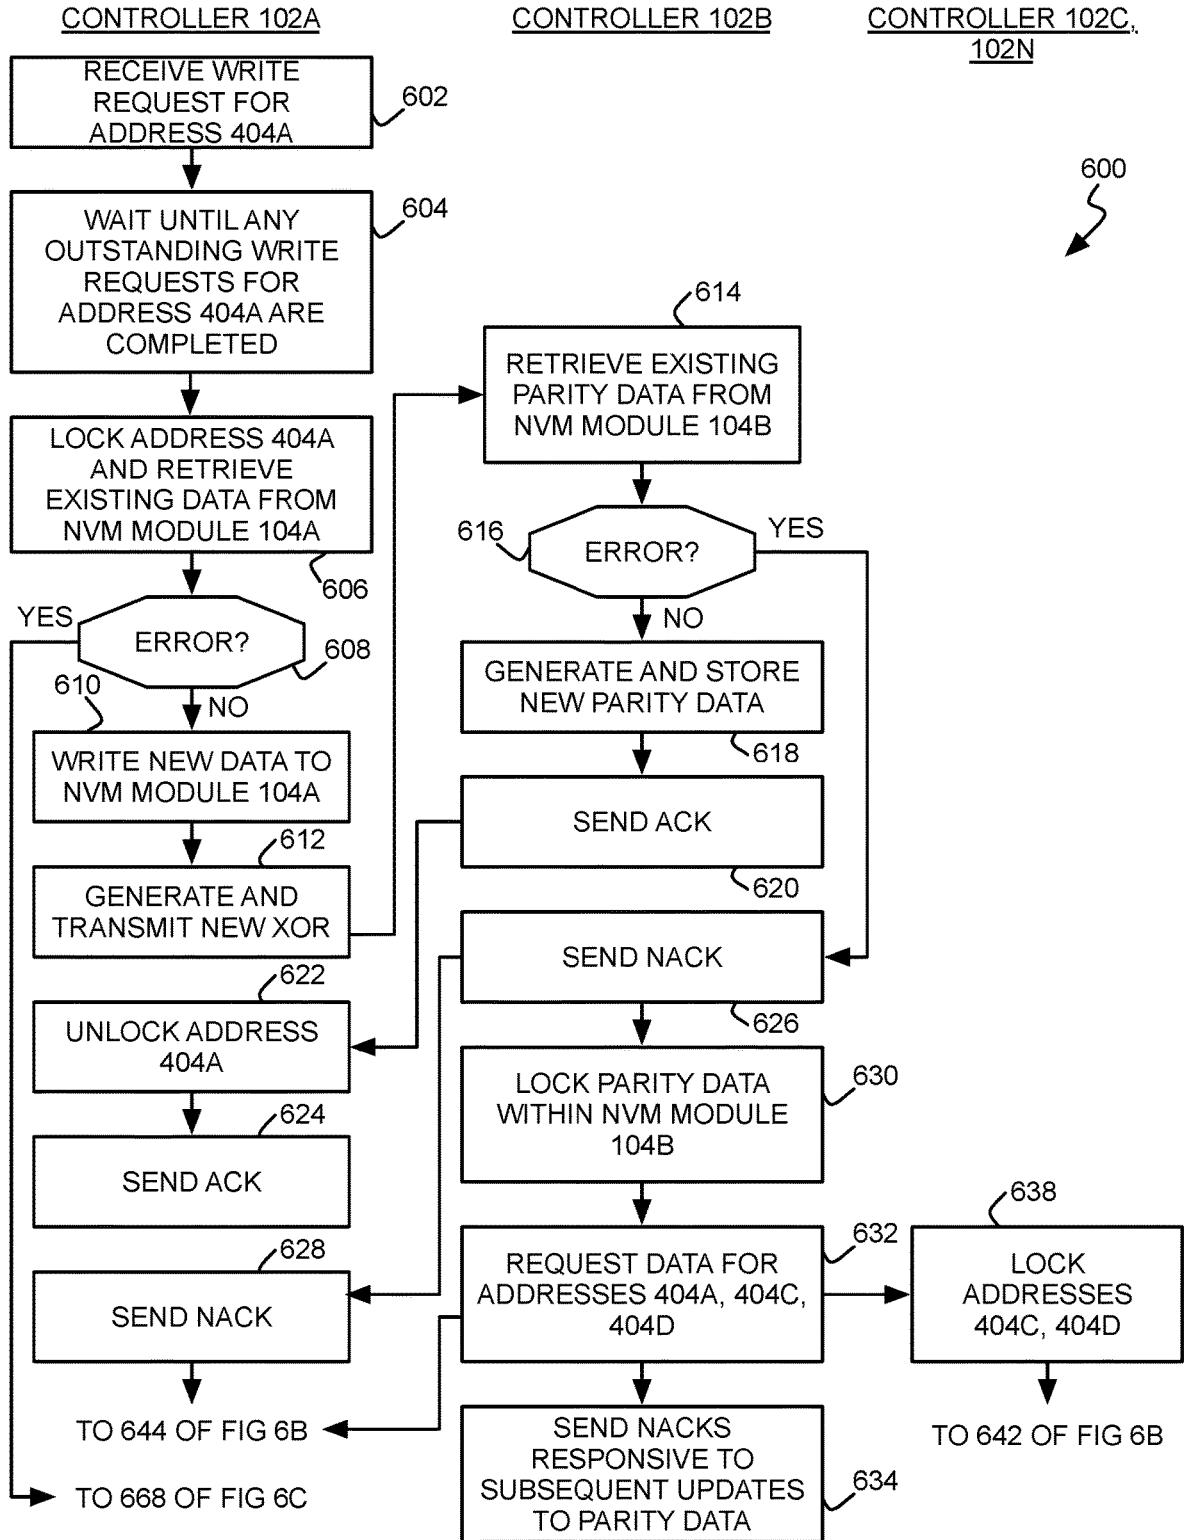 CONTROLLER 102A
RECEIVE WRITE
REQUEST FOR
ADDRESS 404A
602
WAIT UNTIL ANY
OUTSTANDING WRITE
REQUESTS FOR
ADDRESS 404A ARE
COMPLETED
604
LOCK ADDRESS 404A
AND RETRIEVE
EXISTING DATA FROM
NVM MODULE 104A
606
YES
ERROR?
608
610
NO
WRITE NEW DATA TO
NVM MODULE 104A
612
GENERATE AND
TRANSMIT NEW XOR
622
UNLOCK ADDRESS
404A
624
SEND ACK
628
SEND NACK
TO 644 OF FIG 6B
TO 668 OF FIG 6C
CONTROLLER 102B
614
RETRIEVE EXISTING
PARITY DATA FROM
NVM MODULE 104B
616
ERROR?
YES
NO
GENERATE AND STORE
NEW PARITY DATA
618
SEND ACK
620
SEND NACK
626
LOCK PARITY DATA
WITHIN NVM MODULE
104B
630
REQUEST DATA FOR
ADDRESSES 404A, 404C,
404D
632
SEND NACKS
RESPONSIVE TO
SUBSEQUENT UPDATES
TO PARITY DATA
634
CONTROLLER 102C,
102N
600
638
LOCK
ADDRESSES
404C, 404D
TO 642 OF FIG 6B